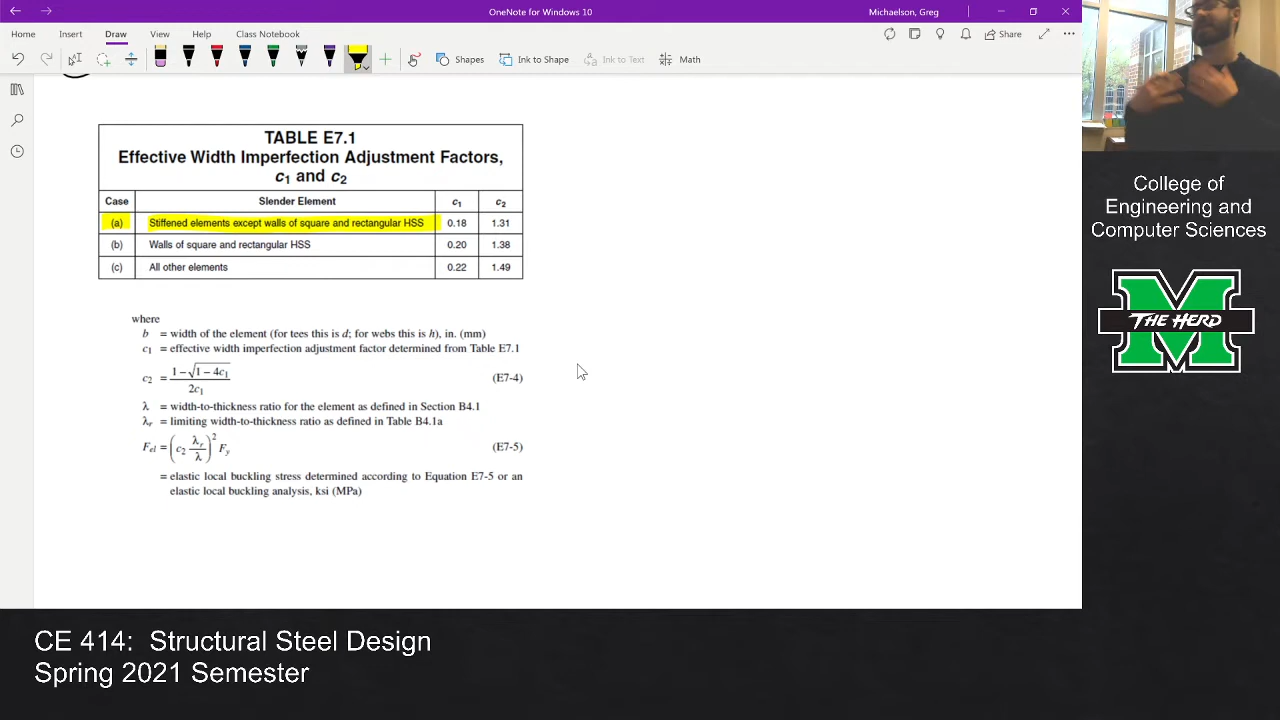 OneNote for Windows 10
Michaelson, Greg
Home Insert Draw View Help Class Notebook
Share
Shapes Ink to Shape Ink to Text Math
TABLE E7.1
Effective Width Imperfection Adjustment Factors,
c1 and c2
Case Slender Element c1 c2
(a) Stiffened elements except walls of square and rectangular HSS 0.18 1.31
(b) Walls of square and rectangular HSS 0.20 1.38
(c) All other elements 0.22 1.49
where
b = width of the element (for tees this is d; for webs this is h), in. (mm)
c1 = effective width imperfection adjustment factor determined from Table E7.1
c2 = (1 − √(1 − 4c1)) / (2c1) (E7-4)
λ = width-to-thickness ratio for the element as defined in Section B4.1
λr = limiting width-to-thickness ratio as defined in Table B4.1a
Fel = (c2 λr/λ)² Fy (E7-5)
= elastic local buckling stress determined according to Equation E7-5 or an
elastic local buckling analysis, ksi (MPa)
College of
Engineering and
Computer Sciences
THE HERD
CE 414: Structural Steel Design
Spring 2021 Semester